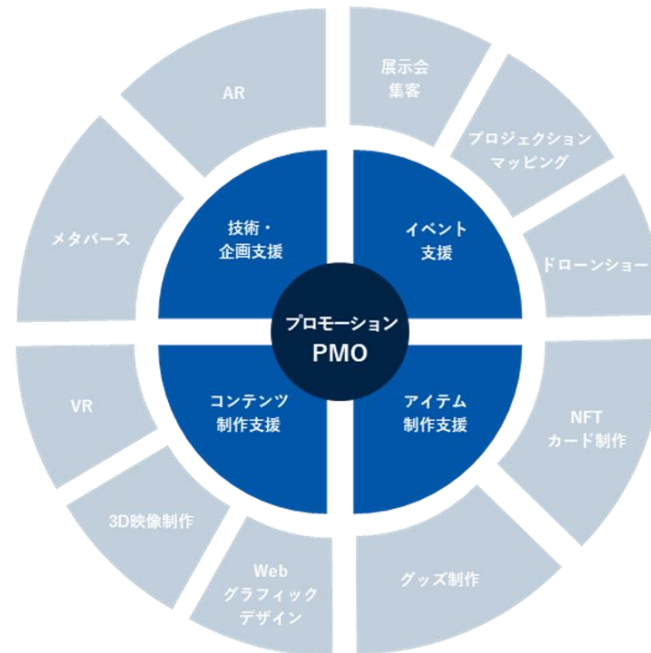 AR
展示会
集客
プロジェクション
マッピング
メタバース
技術・
企画支援
イベント
支援
ドローンショー
プロモーション
PMO
VR
コンテンツ
制作支援
アイテム
制作支援
NFT
カード制作
3D映像制作
Web
グラフィック
デザイン
グッズ制作